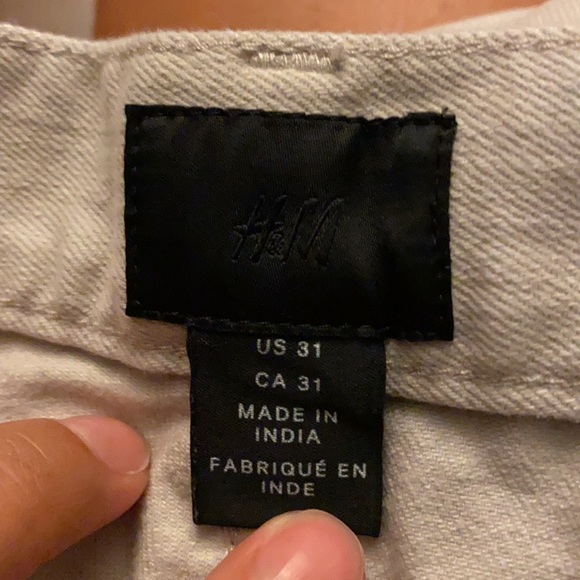 H&M
US 31
CA 31
MADE IN
INDIA
FABRIQUÉ EN
INDE